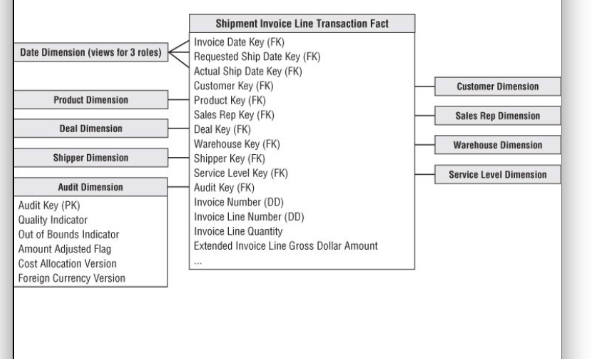 Shipment Invoice Line Transaction Fact
Invoice Date Key (FK)
Requested Ship Date Key (FK)
Actual Ship Date Key (FK)
Customer Key (FK)
Product Key (FK)
Sales Rep Key (FK)
Deal Key (FK)
Warehouse Key (FK)
Shipper Key (FK)
Service Level Key (FK)
Audit Key (FK)
Invoice Number (DD)
Invoice Line Number (DD)
Invoice Line Quantity
Extended Invoice Line Gross Dollar Amount
...
Date Dimension (views for 3 roles)
Product Dimension
Deal Dimension
Shipper Dimension
Audit Dimension
Audit Key (PK)
Quality Indicator
Out of Bounds Indicator
Amount Adjusted Flag
Cost Allocation Version
Foreign Currency Version
Customer Dimension
Sales Rep Dimension
Warehouse Dimension
Service Level Dimension